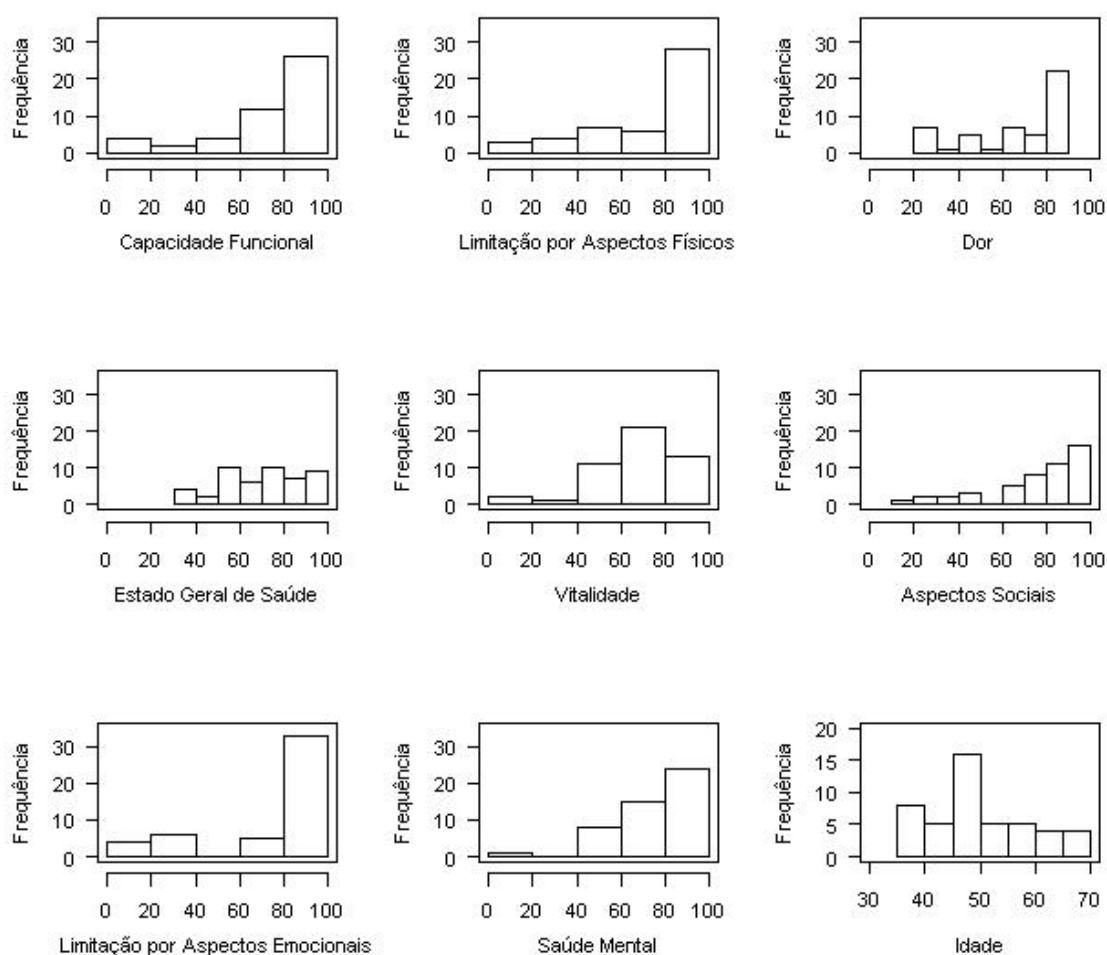 Frequência
30
20
10
0
0 20 40 60 80 100
Capacidade Funcional
Frequência
30
20
10
0
0 20 40 60 80 100
Limitação por Aspectos Físicos
Frequência
30
20
10
0
0 20 40 60 80 100
Dor
Frequência
30
20
10
0
0 20 40 60 80 100
Estado Geral de Saúde
Frequência
30
20
10
0
0 20 40 60 80 100
Vitalidade
Frequência
30
20
10
0
0 20 40 60 80 100
Aspectos Sociais
Frequência
30
20
10
0
0 20 40 60 80 100
Limitação por Aspectos Emocionais
Frequência
30
20
10
0
0 20 40 60 80 100
Saúde Mental
Frequência
20
15
10
5
0
30 40 50 60 70
Idade